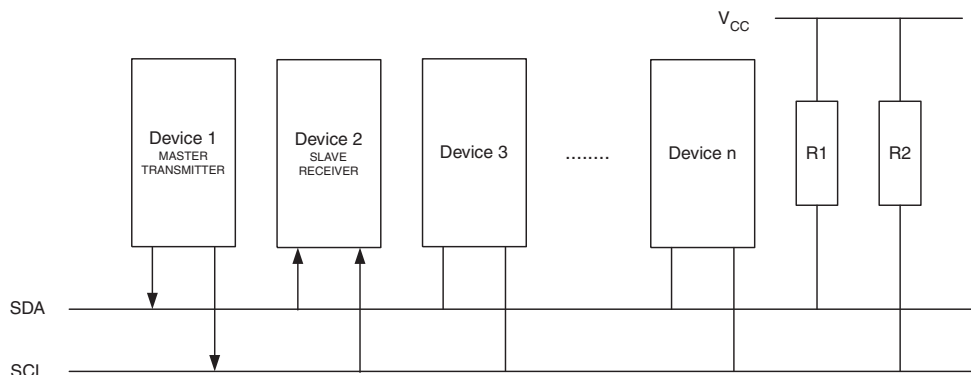 V_CC
Device 1
MASTER
TRANSMITTER
Device 2
SLAVE
RECEIVER
Device 3
........
Device n
R1
R2
SDA
SCL